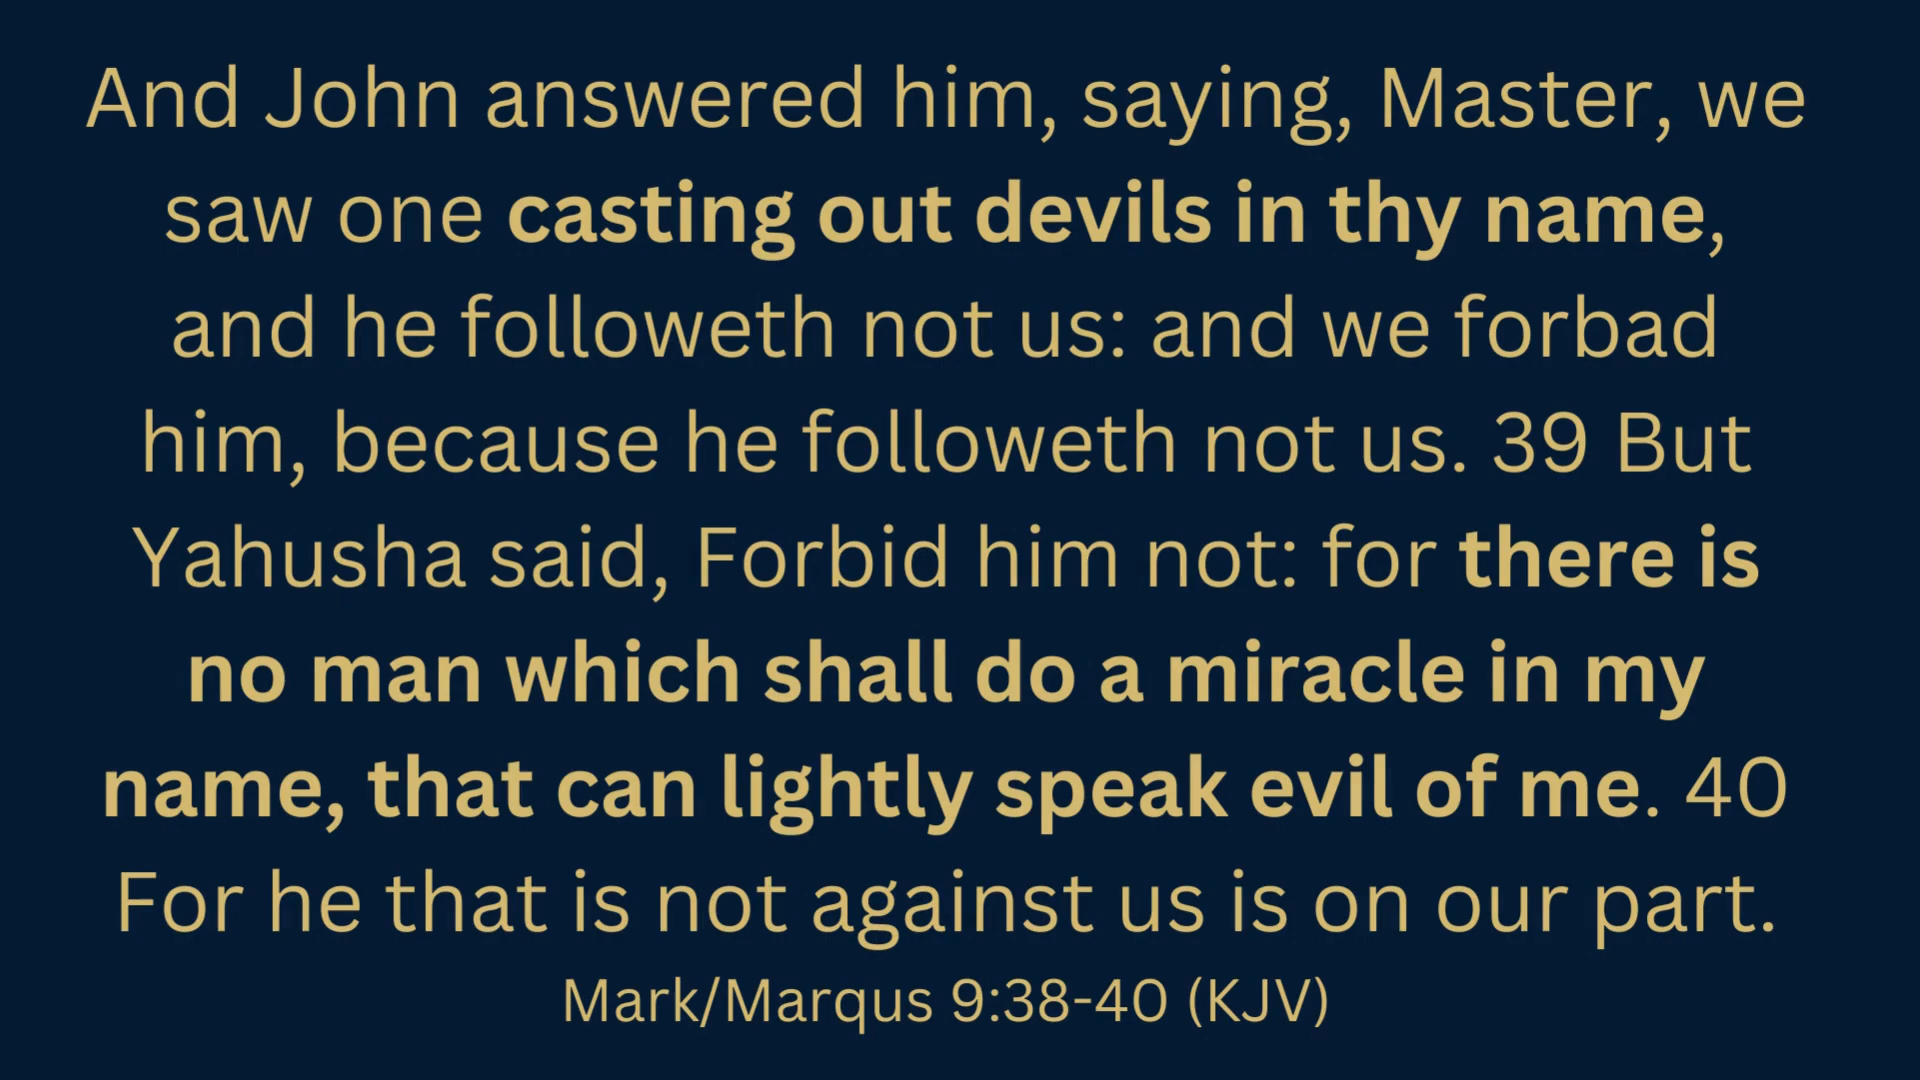 And John answered him, saying, Master, we
saw one casting out devils in thy name,
and he followeth not us: and we forbad
him, because he followeth not us. 39 But
Yahusha said, Forbid him not: for there is
no man which shall do a miracle in my
name, that can lightly speak evil of me. 40
For he that is not against us is on our part.
Mark/Marqus 9:38-40 (KJV)